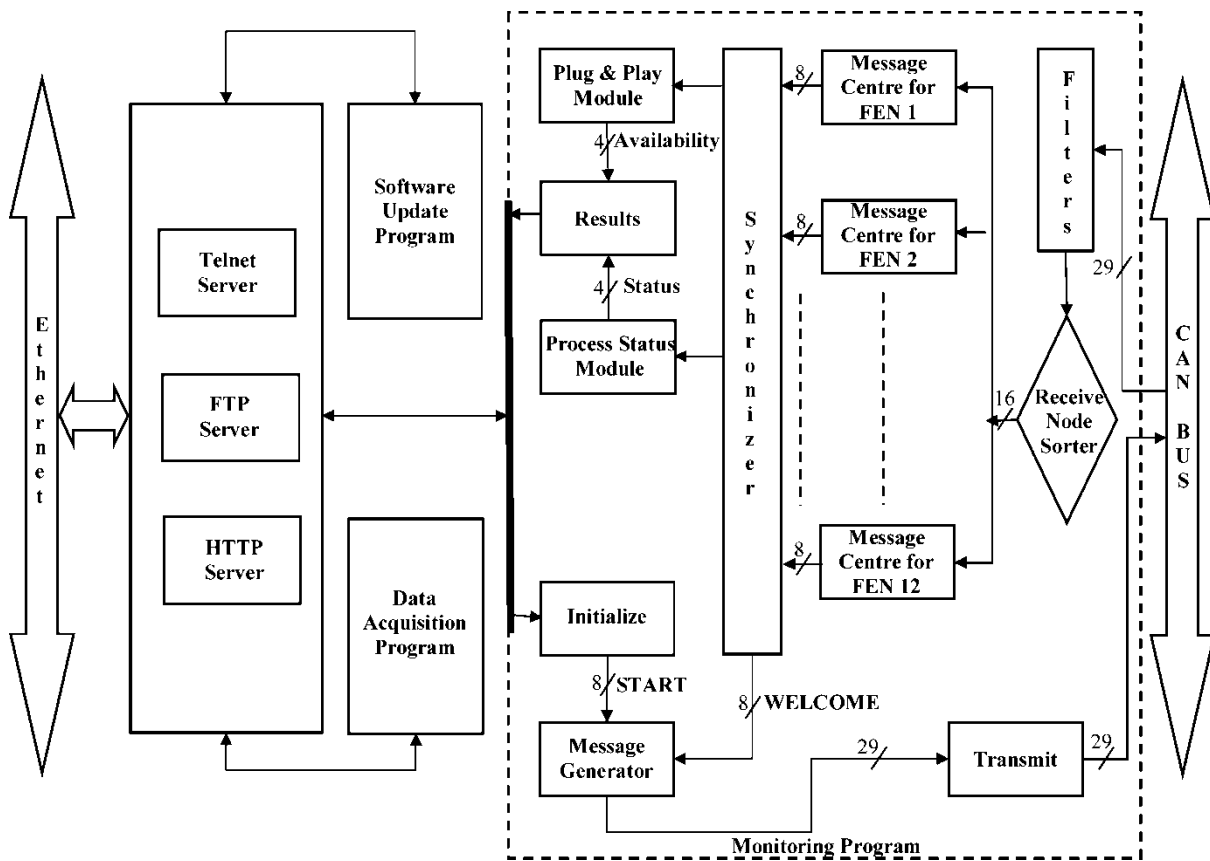 Ethernet
Telnet
Server
FTP
Server
HTTP
Server
Software
Update
Program
Data
Acquisition
Program
Plug & Play
Module
4
Availability
Results
4
Status
Process Status
Module
Initialize
8
START
Message
Generator
Synchronizer
8
WELCOME
8
Message
Centre for
FEN 1
8
Message
Centre for
FEN 2
8
Message
Centre for
FEN 12
Filters
29
16
Receive
Node
Sorter
29
Transmit
29
CAN BUS
Monitoring Program